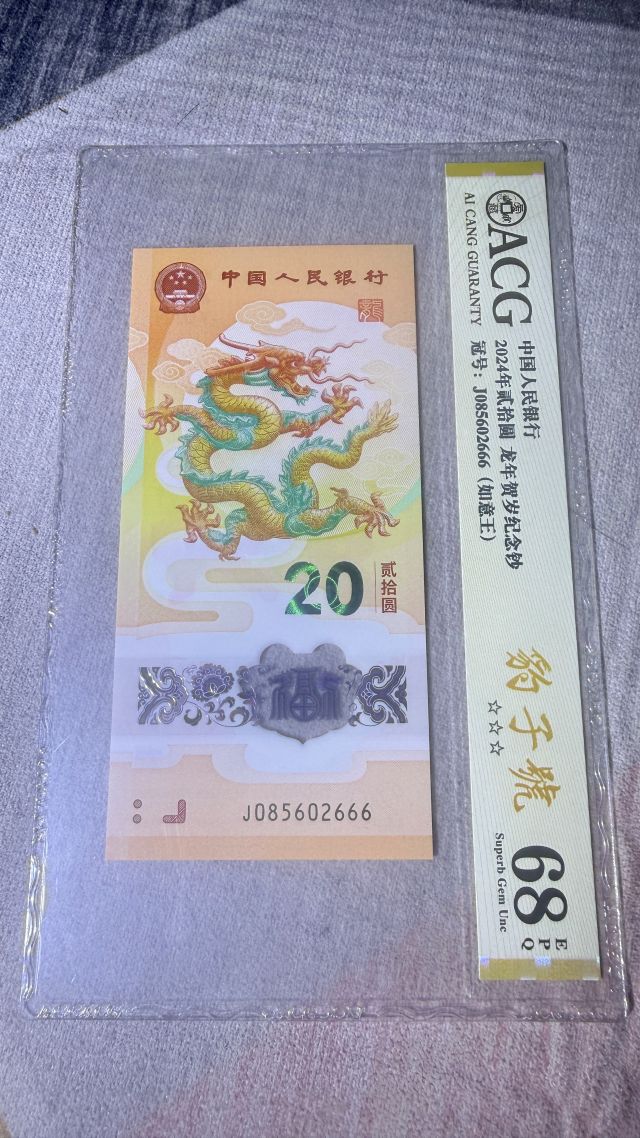 中国人民银行
20
贰拾圆
福
J085602666
ACG
AI CANG GUARANTY
中国人民银行
2024年贰拾圆 龙年贺岁纪念钞
冠号：J085602666（如意王）
豹子號
☆☆☆
68
EPQ
Superb Gem Unc